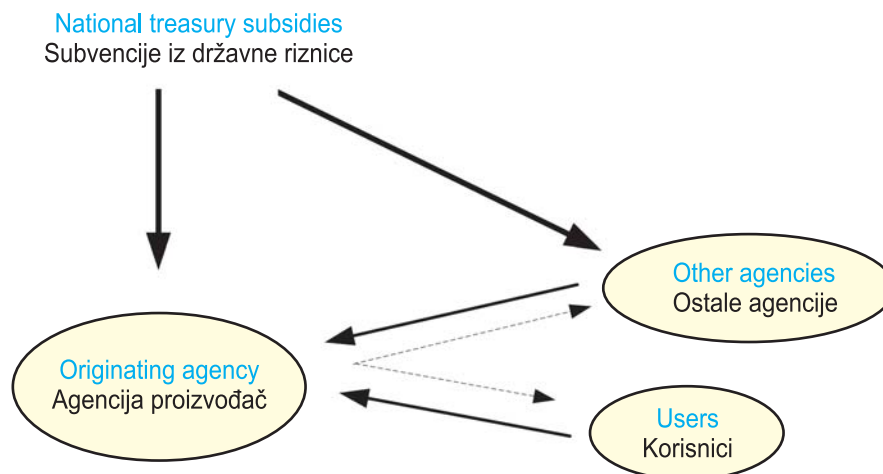 National treasury subsidies
Subvencije iz državne riznice
Other agencies
Ostale agencije
Originating agency
Agencija proizvođač
Users
Korisnici